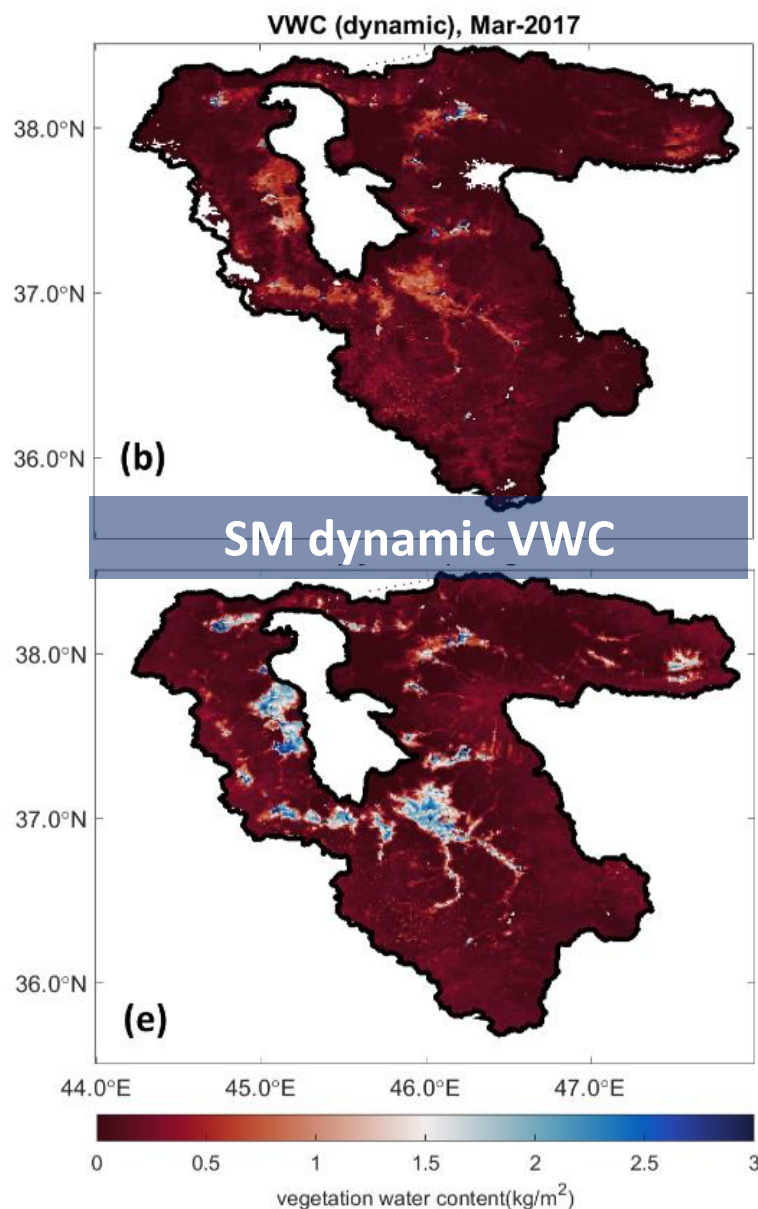 VWC (dynamic), Mar-2017
38.0°N
37.0°N
36.0°N
(b)
SM dynamic VWC
38.0°N
37.0°N
36.0°N
(e)
44.0°E 45.0°E 46.0°E 47.0°E
0 0.5 1 1.5 2 2.5 3
vegetation water content(kg/m²)